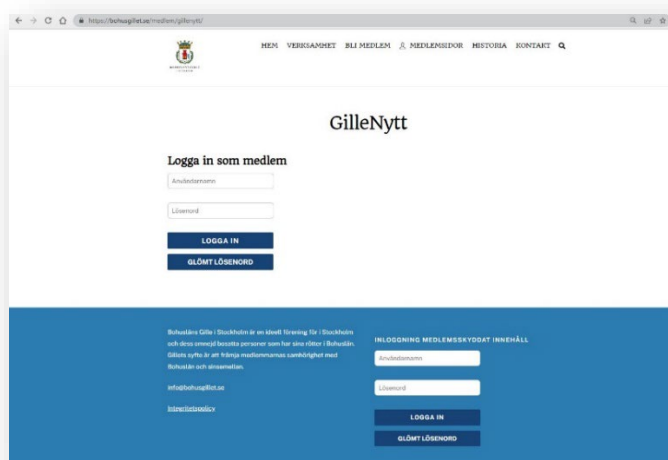 https://bohusgillet.se/medlem/gillenytt/
HEM VERKSAMHET BLI MEDLEM MEDLEMSIDOR HISTORIA KONTAKT
GilleNytt
Logga in som medlem
Användarnamn
Lösenord
LOGGA IN
GLÖMT LÖSENORD
Bohusläns Gille i Stockholm är en ideell förening för i Stockholm
och dess omnejd bosatta personer som har sina rötter i Bohuslän.
Gillets syfte är att främja medlemmarnas samhörighet med
Bohuslän och sinsemellan.
info@bohusgillet.se
Integritetspolicy
INLOGGNING MEDLEMSSKYDDAT INNEHÅLL
Användarnamn
Lösenord
LOGGA IN
GLÖMT LÖSENORD